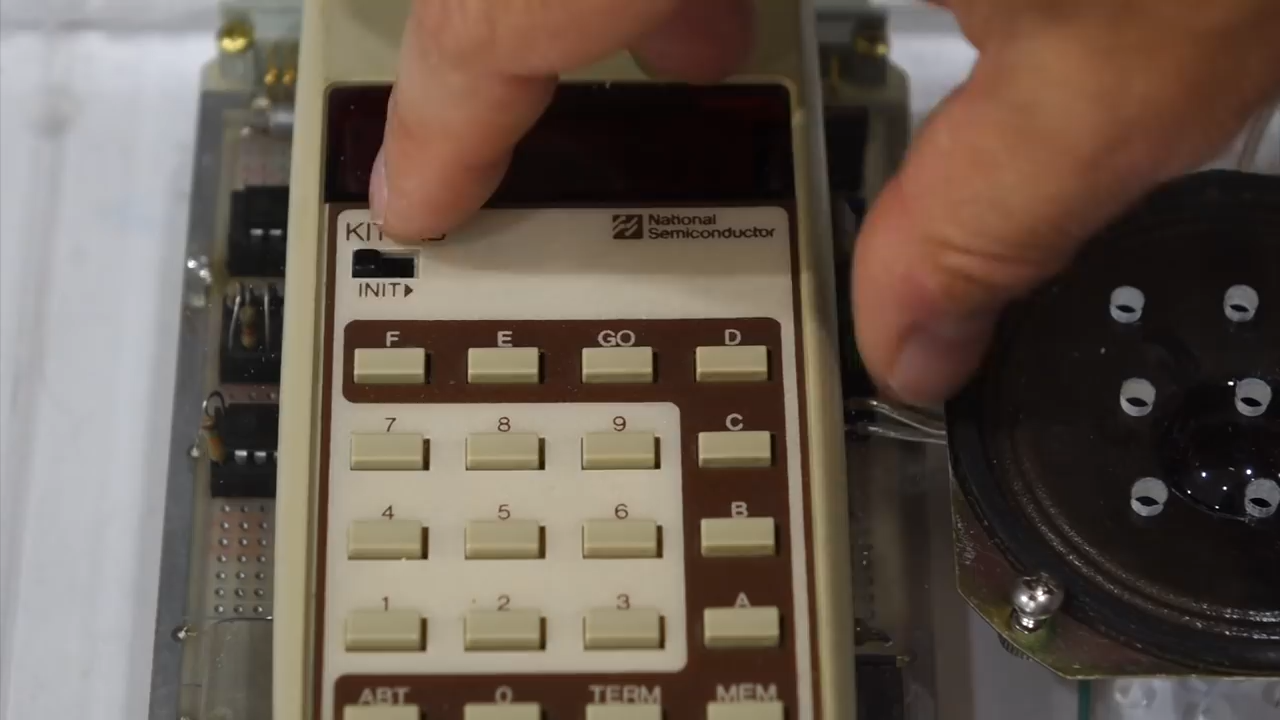 National
Semiconductor
INIT▶
F E GO D
7 8 9 C
4 5 6 B
1 2 3 A
ABT 0 TERM MEM